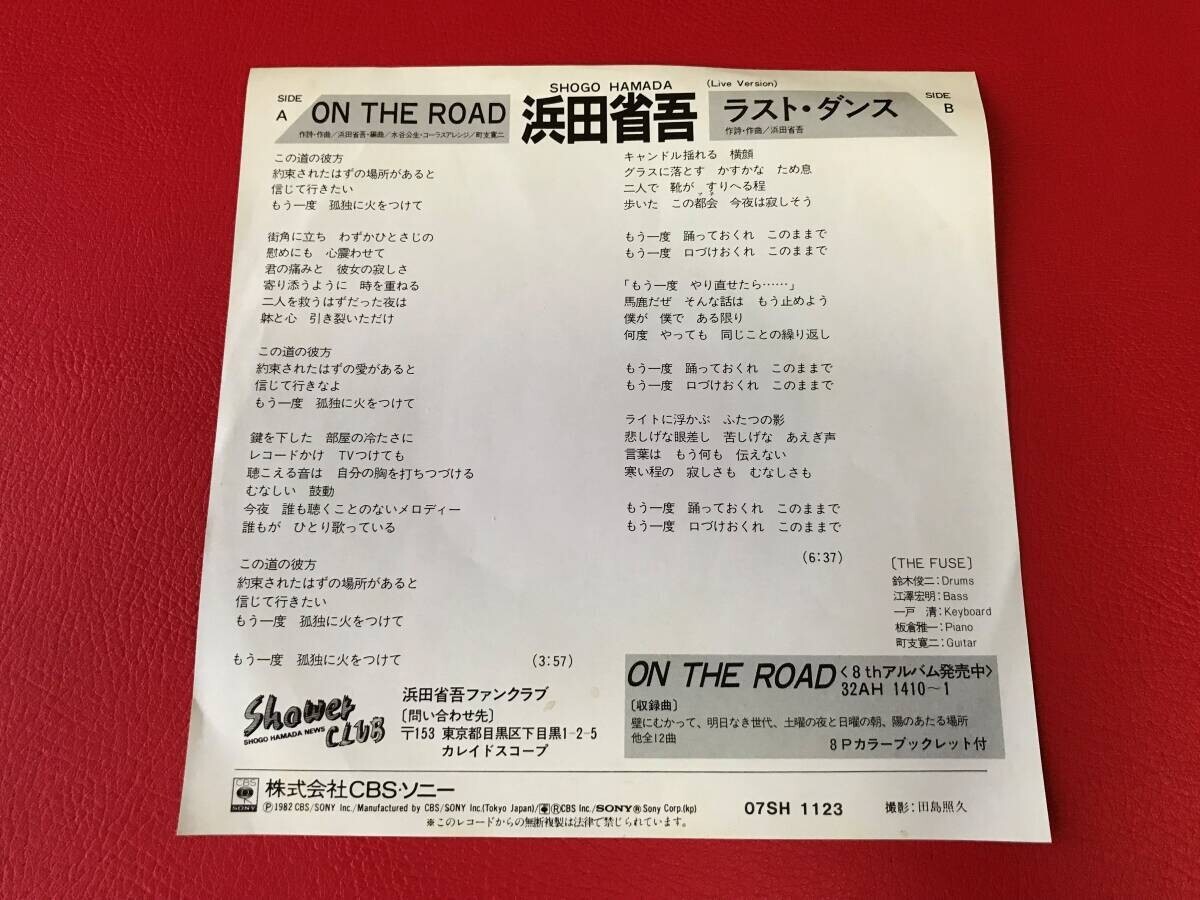 SHOGO HAMADA
(Live Version)
SIDE A
ON THE ROAD
作詩・作曲／浜田省吾・編曲／水谷公生・コーラスアレンジ／町支寛二
浜田省吾
ラスト・ダンス
作詩・作曲／浜田省吾
SIDE B
この道の彼方
約束されたはずの場所があると
信じて行きたい
もう一度 孤独に火をつけて
街角に立ち わずかひとさじの
慰めにも 心震わせて
君の痛みと 彼女の寂しさ
寄り添うように 時を重ねる
二人を救うはずだった夜は
躰と心 引き裂いただけ
この道の彼方
約束されたはずの愛があると
信じて行きなよ
もう一度 孤独に火をつけて
鍵を下した 部屋の冷たさに
レコードかけ TVつけても
聴こえる音は 自分の胸を打ちつづける
むなしい 鼓動
今夜 誰も聴くことのないメロディー
誰もが ひとり歌っている
この道の彼方
約束されたはずの場所があると
信じて行きたい
もう一度 孤独に火をつけて
もう一度 孤独に火をつけて
(3:57)
キャンドル揺れる 横顔
グラスに落とす かすかな ため息
二人で 靴が すりへる程
歩いた この都会 今夜は寂しそう
もう一度 踊っておくれ このままで
もう一度 口づけおくれ このままで
「もう一度 やり直せたら……」
馬鹿だぜ そんな話は もう止めよう
僕が 僕で ある限り
何度 やっても 同じことの繰り返し
もう一度 踊っておくれ このままで
もう一度 口づけおくれ このままで
ライトに浮かぶ ふたつの影
悲しげな眼差し 苦しげな あえぎ声
言葉は もう何も 伝えない
寒い程の 寂しさも むなしさも
もう一度 踊っておくれ このままで
もう一度 口づけおくれ このままで
(6:37)
〔THE FUSE〕
鈴木俊二：Drums
江澤宏明：Bass
一戸 清：Keyboard
板倉雅一：Piano
町支寛二：Guitar
Shower CLUB
SHOGO HAMADA NEWS
浜田省吾ファンクラブ
〔問い合わせ先〕
〒153 東京都目黒区下目黒1-2-5
カレイドスコープ
ON THE ROAD〈8thアルバム発売中〉
32AH 1410〜1
〔収録曲〕
壁にむかって、明日なき世代、土曜の夜と日曜の朝、陽のあたる場所
他全12曲
8Pカラーブックレット付
CBS SONY
株式会社CBS・ソニー
Ⓟ1982 CBS/SONY Inc./Manufactured by CBS/SONY Inc.(Tokyo Japan)/ⓇCBS Inc./SONYⓇSony Corp.(kp)
※このレコードからの無断複製は法律で禁じられています。
07SH 1123
撮影：田島照久